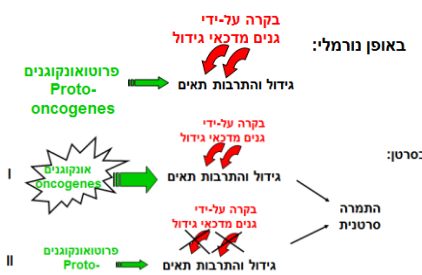 באופן נורמלי:
בקרה על-ידי
גנים מדכאי גידול
פרוטואונקוגנים
Proto-
oncogenes
גידול והתרבות תאים
בסרטן:
I
בקרה על-ידי
גנים מדכאי גידול
אונקוגנים
oncogenes
גידול והתרבות תאים
התמרה
סרטנית
II
בקרה על-ידי
גנים מדכאי גידול
פרוטואונקוגנים
Proto-
גידול והתרבות תאים